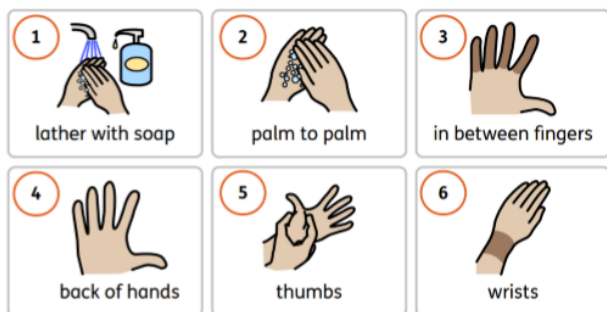 1
lather with soap
2
palm to palm
3
in between fingers
4
back of hands
5
thumbs
6
wrists